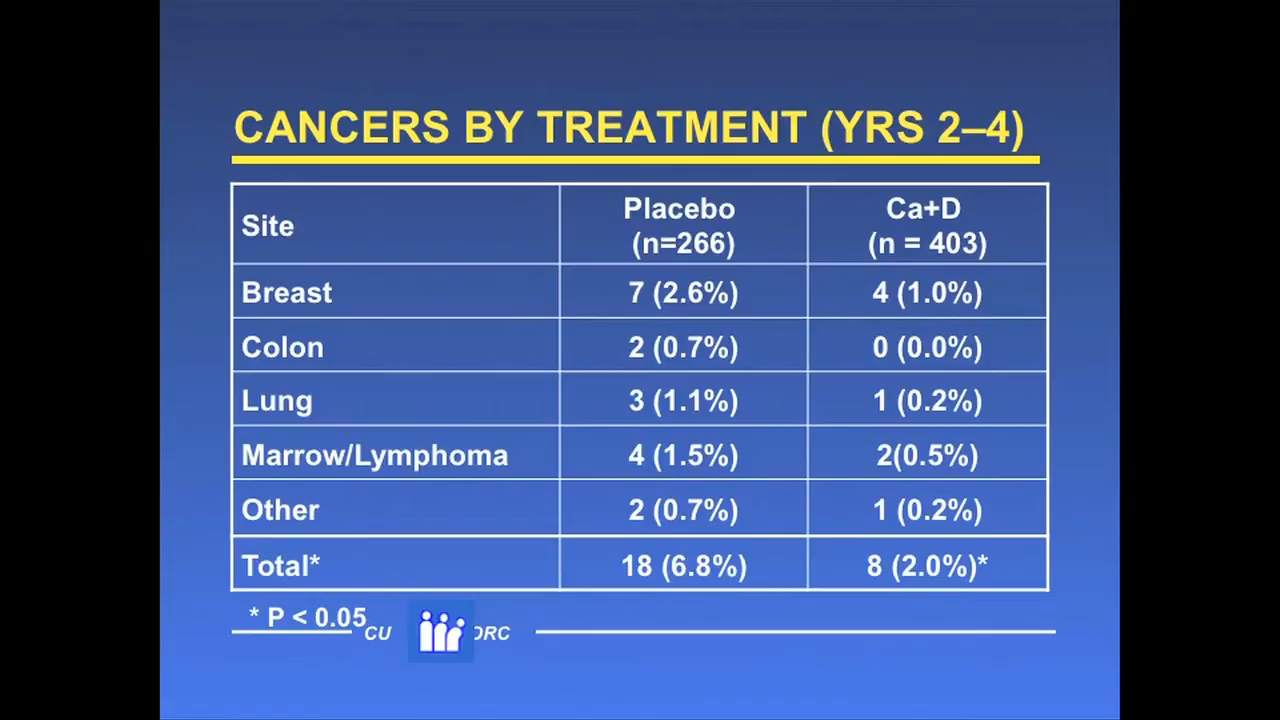 CANCERS BY TREATMENT (YRS 2–4)
Site Placebo (n=266) Ca+D (n = 403)
Breast 7 (2.6%) 4 (1.0%)
Colon 2 (0.7%) 0 (0.0%)
Lung 3 (1.1%) 1 (0.2%)
Marrow/Lymphoma 4 (1.5%) 2(0.5%)
Other 2 (0.7%) 1 (0.2%)
Total* 18 (6.8%) 8 (2.0%)*
* P < 0.05
CU